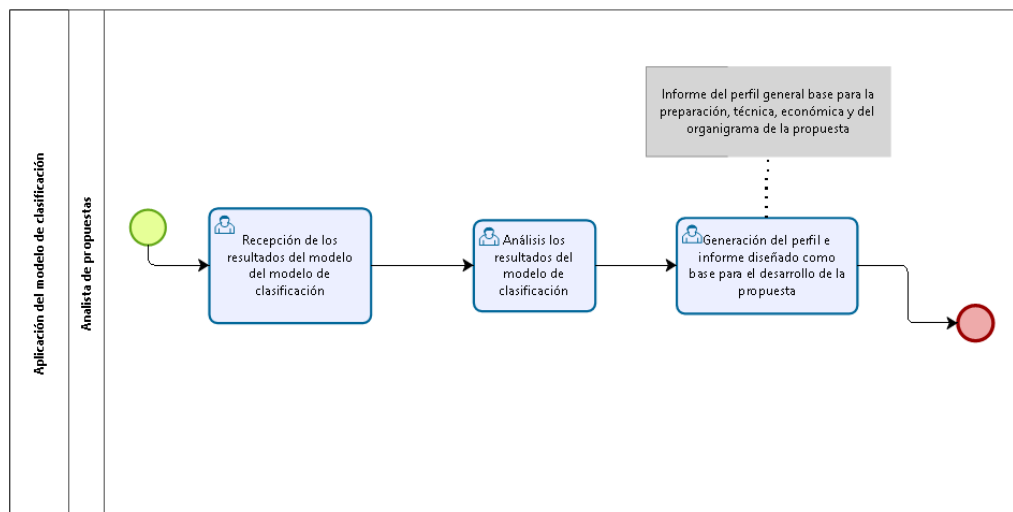 Aplicación del modelo de clasificación
Analista de propuestas
Informe del perfil general base para la
preparación, técnica, económica y del
organigrama de la propuesta
Recepción de los
resultados del modelo
del modelo de
clasificación
Análisis los
resultados del
modelo de
clasificación
Generación del perfil e
informe diseñado como
base para el desarrollo de la
propuesta